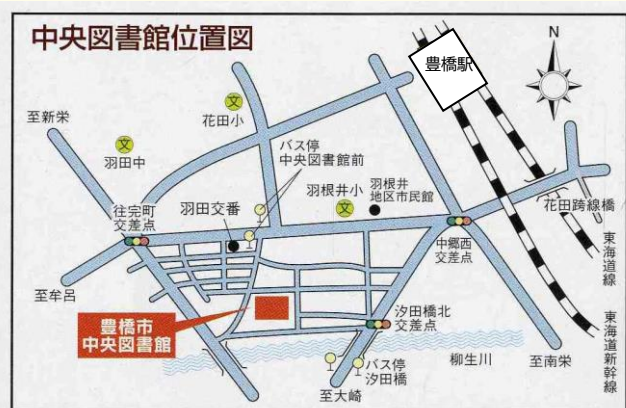 中央図書館位置図
豊橋駅
N
至新栄
文
花田小
文
羽田中
バス停
中央図書館前
羽根井小
文
羽根井
地区市民館
往完町
交差点
羽田交番
中郷西
交差点
花田跨線橋
東海道線
至牟呂
豊橋市
中央図書館
汐田橋北
交差点
バス停
汐田橋
柳生川
至大崎
至南栄
東海道新幹線